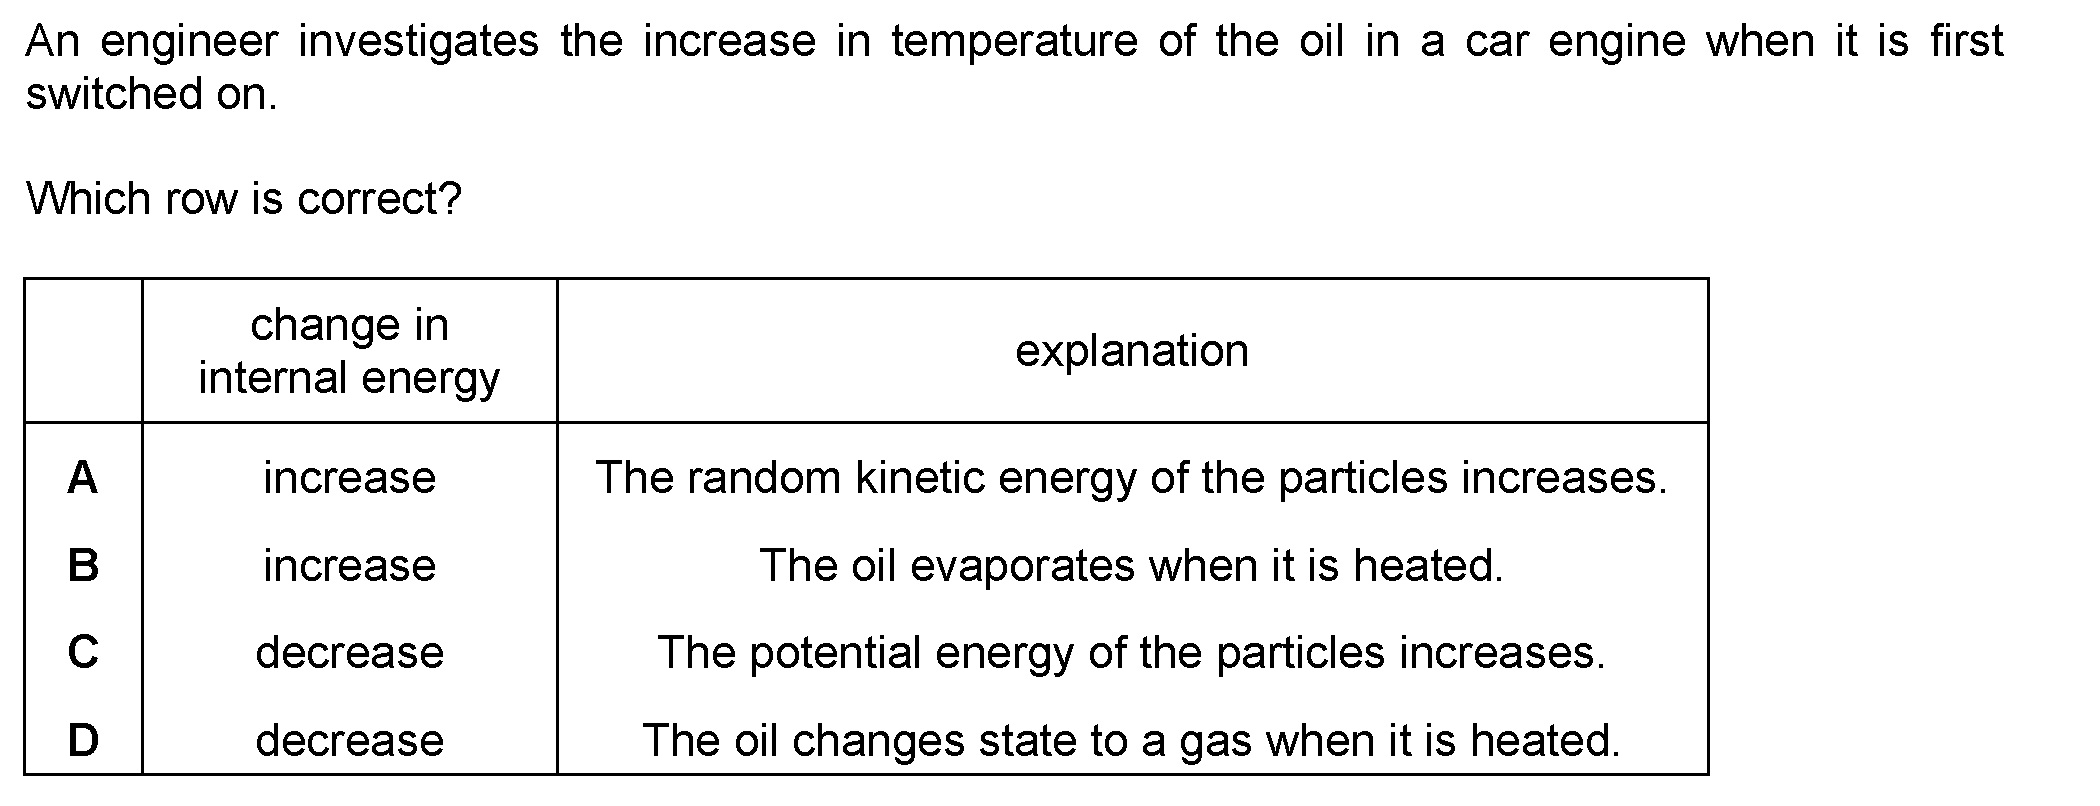 An engineer investigates the increase in temperature of the oil in a car engine when it is first
switched on.
Which row is correct?
change in
internal energy
explanation
A increase The random kinetic energy of the particles increases.
B increase The oil evaporates when it is heated.
C decrease The potential energy of the particles increases.
D decrease The oil changes state to a gas when it is heated.